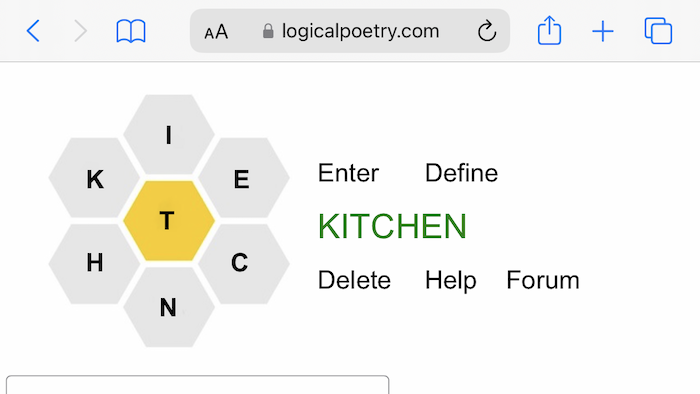 AA logicalpoetry.com
I
K E
T
H C
N
Enter Define
KITCHEN
Delete Help Forum